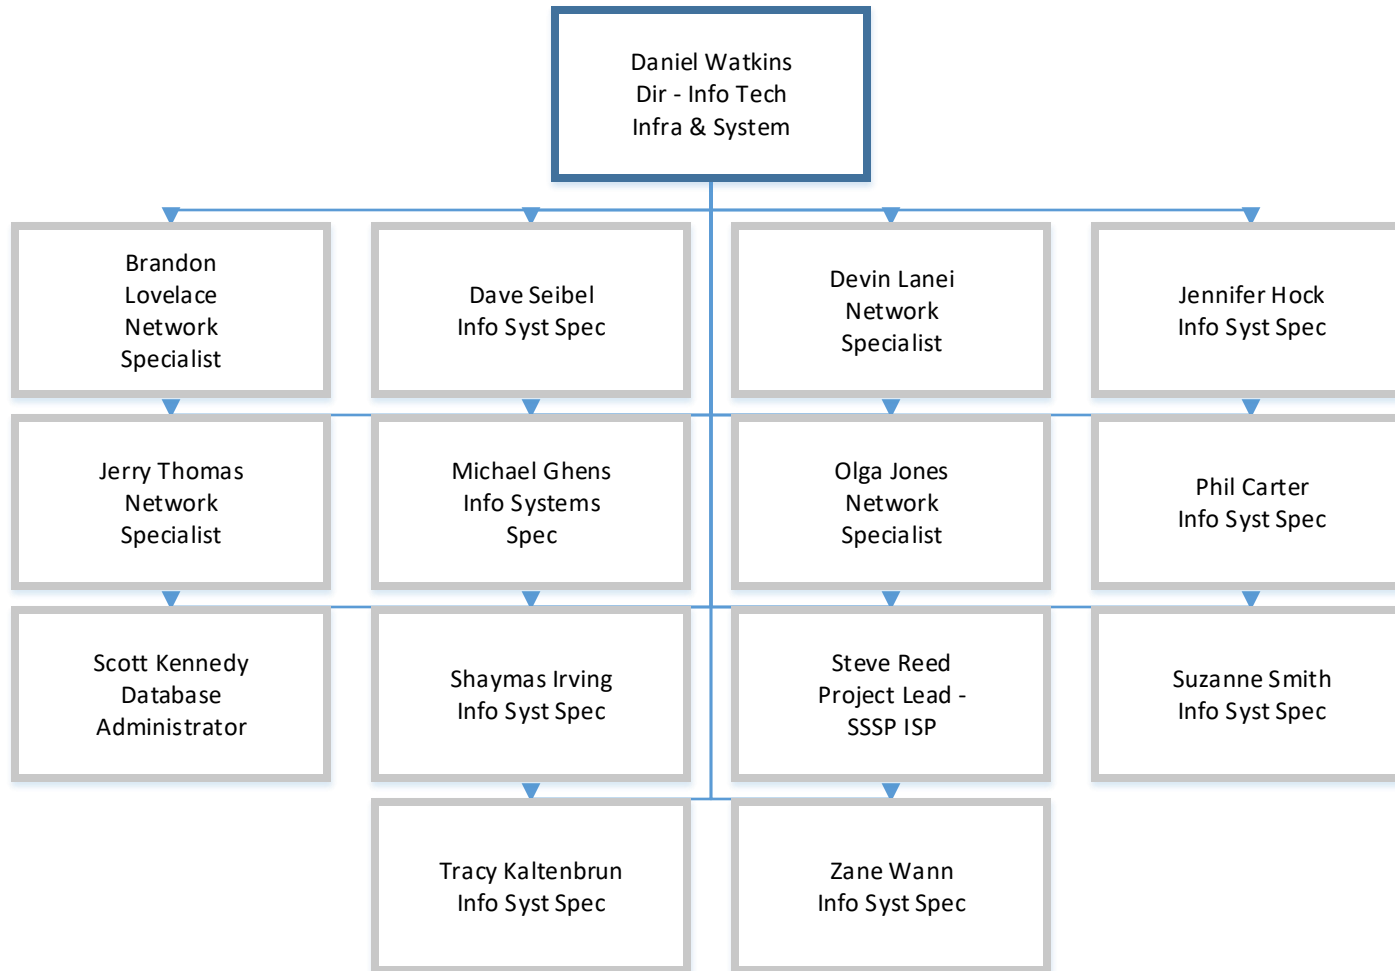 Daniel Watkins
Dir - Info Tech
Infra & System
Brandon
Lovelace
Network
Specialist
Dave Seibel
Info Syst Spec
Devin Lanei
Network
Specialist
Jennifer Hock
Info Syst Spec
Jerry Thomas
Network
Specialist
Michael Ghens
Info Systems
Spec
Olga Jones
Network
Specialist
Phil Carter
Info Syst Spec
Scott Kennedy
Database
Administrator
Shaymas Irving
Info Syst Spec
Steve Reed
Project Lead -
SSSP ISP
Suzanne Smith
Info Syst Spec
Tracy Kaltenbrun
Info Syst Spec
Zane Wann
Info Syst Spec